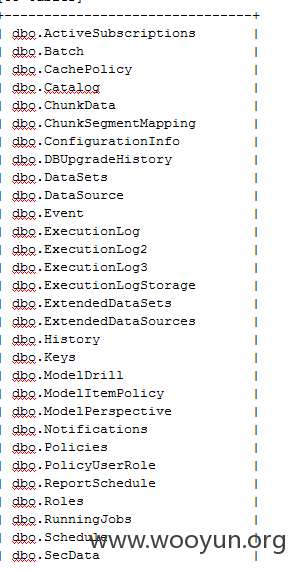 +-------------------------------+
| dbo.ActiveSubscriptions |
| dbo.Batch |
| dbo.CachePolicy |
| dbo.Catalog |
| dbo.ChunkData |
| dbo.ChunkSegmentMapping |
| dbo.ConfigurationInfo |
| dbo.DBUpgradeHistory |
| dbo.DataSets |
| dbo.DataSource |
| dbo.Event |
| dbo.ExecutionLog |
| dbo.ExecutionLog2 |
| dbo.ExecutionLog3 |
| dbo.ExecutionLogStorage |
| dbo.ExtendedDataSets |
| dbo.ExtendedDataSources |
| dbo.History |
| dbo.Keys |
| dbo.ModelDrill |
| dbo.ModelItemPolicy |
| dbo.ModelPerspective |
| dbo.Notifications |
| dbo.Policies |
| dbo.PolicyUserRole |
| dbo.ReportSchedule |
| dbo.Roles |
| dbo.RunningJobs |
| dbo.Schedule |
www.wooyun.org
| dbo.SecData |